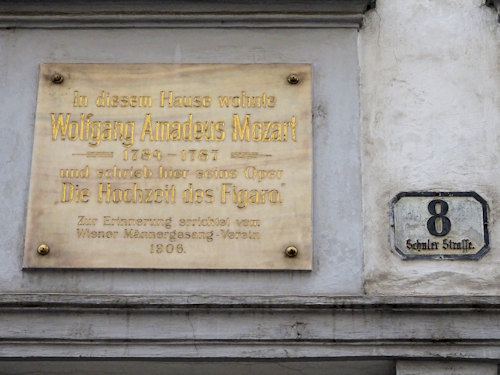 In diesem Hause wohnte
Wolfgang Amadeus Mozart
1784-1787
und schrieb hier seine Oper
„Die Hochzeit des Figaro."
Zur Erinnerung errichtet vom
Wiener Männergesang-Verein
1906.
8
Schuler Straſſe.